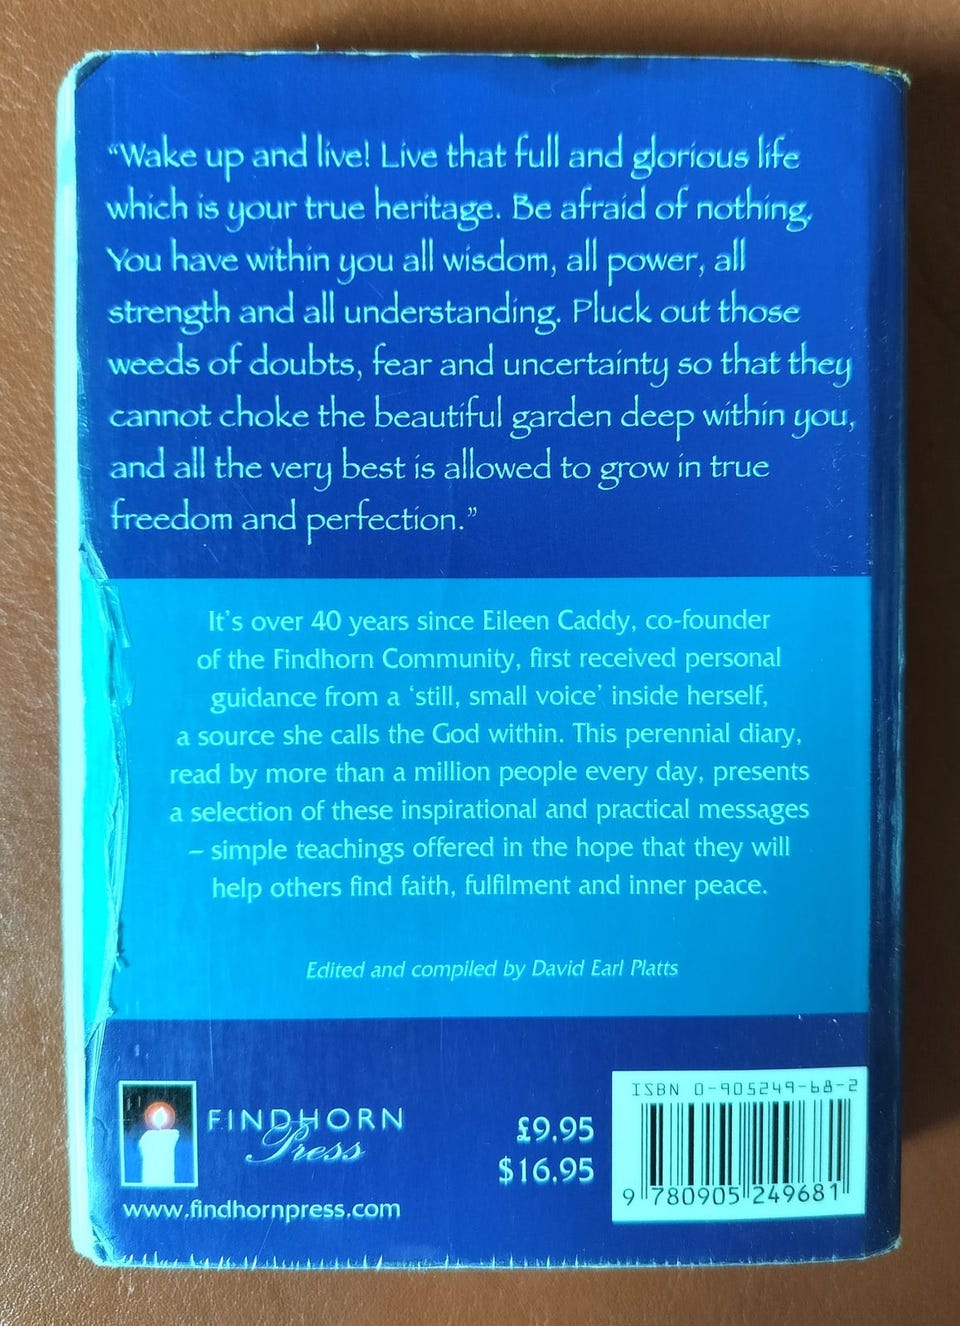 “Wake up and live! Live that full and glorious life
which is your true heritage. Be afraid of nothing.
You have within you all wisdom, all power, all
strength and all understanding. Pluck out those
weeds of doubts, fear and uncertainty so that they
cannot choke the beautiful garden deep within you,
and all the very best is allowed to grow in true
freedom and perfection.”
It’s over 40 years since Eileen Caddy, co-founder
of the Findhorn Community, first received personal
guidance from a ‘still, small voice’ inside herself,
a source she calls the God within. This perennial diary,
read by more than a million people every day, presents
a selection of these inspirational and practical messages
– simple teachings offered in the hope that they will
help others find faith, fulfilment and inner peace.
Edited and compiled by David Earl Platts
FINDHORN
Press
www.findhornpress.com
£9.95
$16.95
ISBN 0-905249-68-2
9 780905 249681